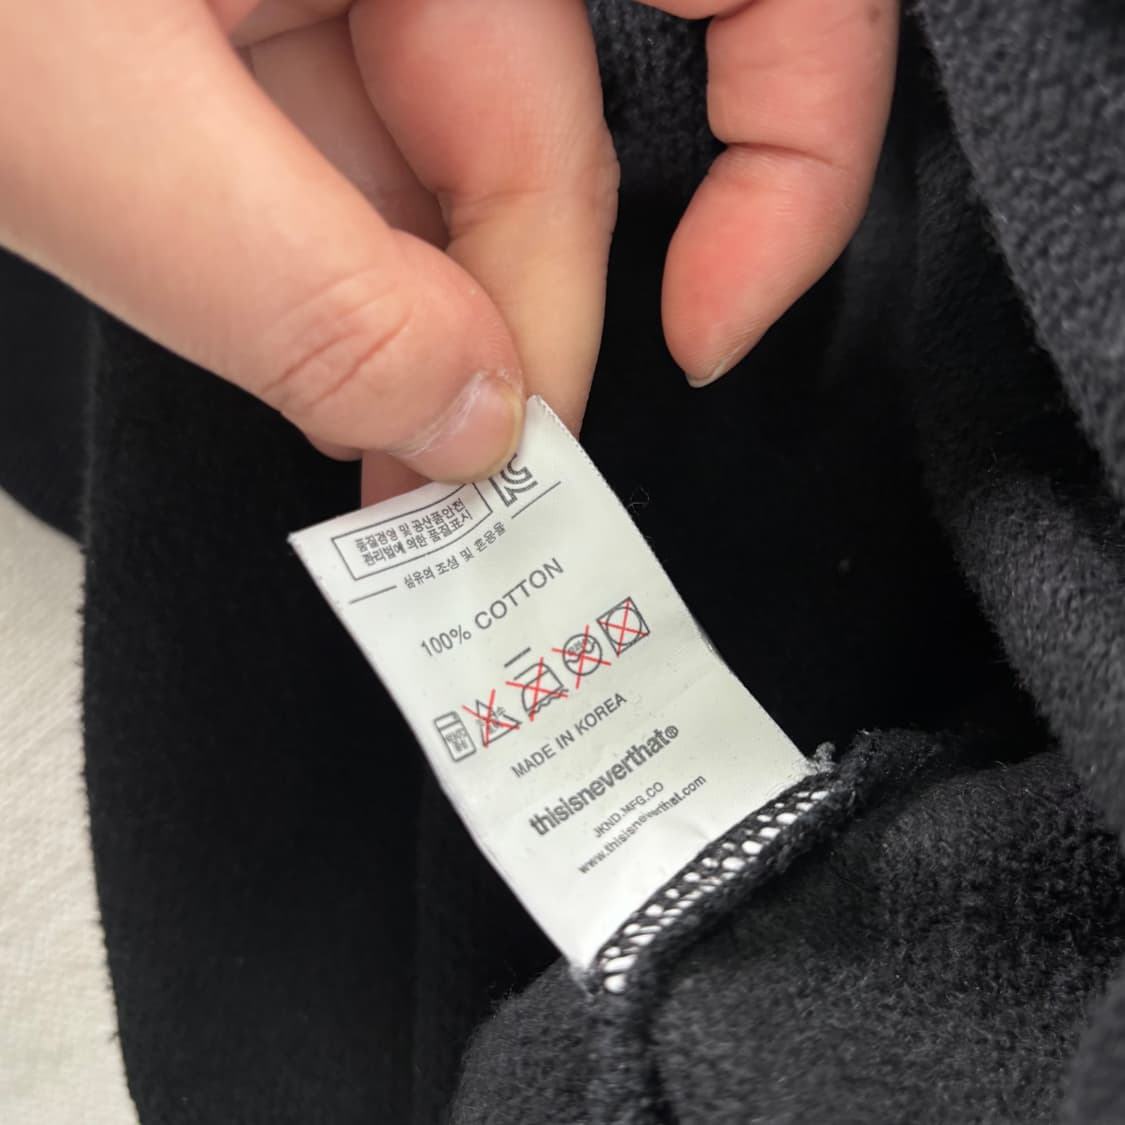 품질경영 및 공산품안전
관리법에 의한 품질표시
섬유의 조성 및 혼용율
100% COTTON
MADE IN KOREA
thisisneverthat®
JKND.MFG.CO
www.thisisneverthat.com